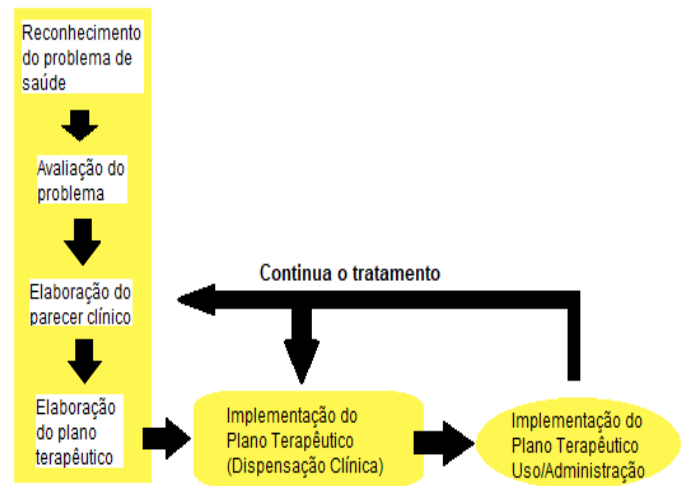 Reconhecimento
do problema de
saúde
Avaliação do
problema
Continua o tratamento
Elaboração do
parecer clínico
Elaboração
do plano
terapêutico
Implementação do
Plano Terapêutico
(Dispensação Clínica)
Implementação do
Plano Terapêutico
Uso/Administração